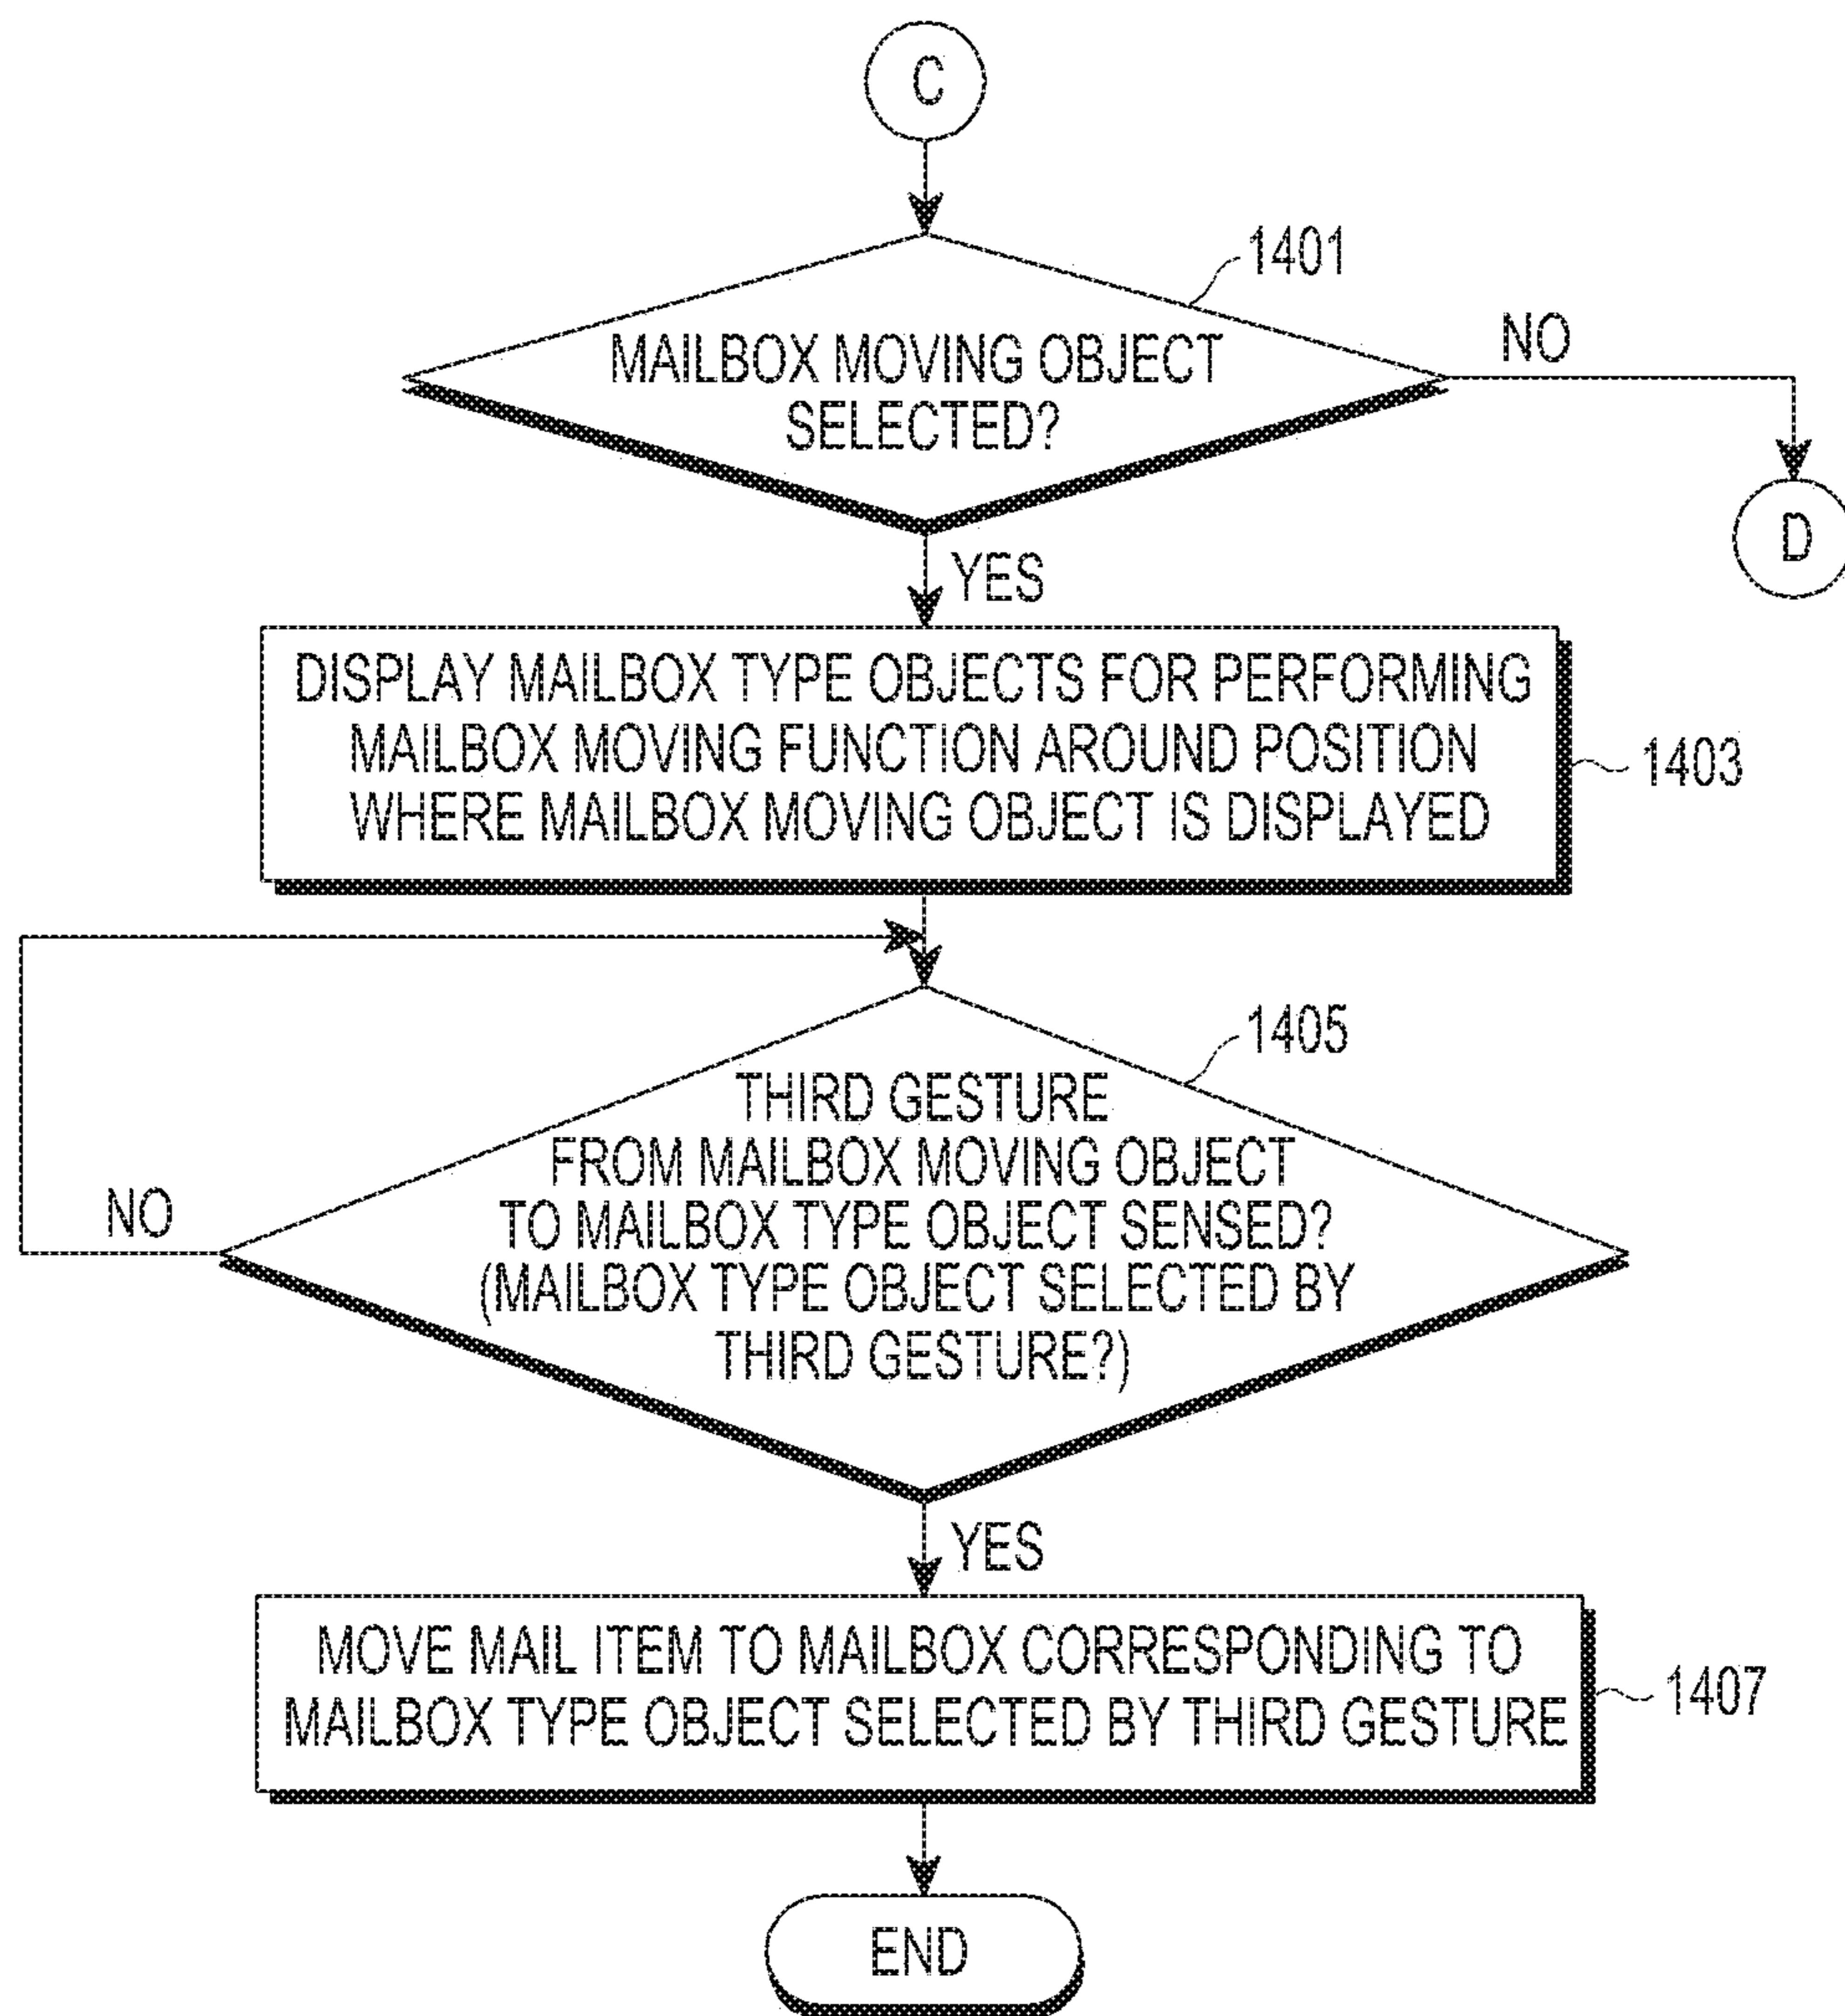 C
1401
MAILBOX MOVING OBJECT
SELECTED?
NO
D
YES
DISPLAY MAILBOX TYPE OBJECTS FOR PERFORMING
MAILBOX MOVING FUNCTION AROUND POSITION
WHERE MAILBOX MOVING OBJECT IS DISPLAYED
1403
1405
THIRD GESTURE
FROM MAILBOX MOVING OBJECT
TO MAILBOX TYPE OBJECT SENSED?
(MAILBOX TYPE OBJECT SELECTED BY
THIRD GESTURE?)
NO
YES
MOVE MAIL ITEM TO MAILBOX CORRESPONDING TO
MAILBOX TYPE OBJECT SELECTED BY THIRD GESTURE
1407
END